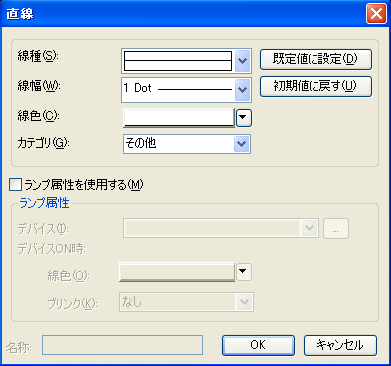 直線
線種(S):
既定値に設定(D)
線幅(W):
1 Dot
初期値に戻す(U)
線色(C):
カテゴリ(G):
その他
ランプ属性を使用する(M)
ランプ属性
デバイス(I):
...
デバイスON時:
線色(O):
ブリンク(K):
なし
名称:
OK
キャンセル